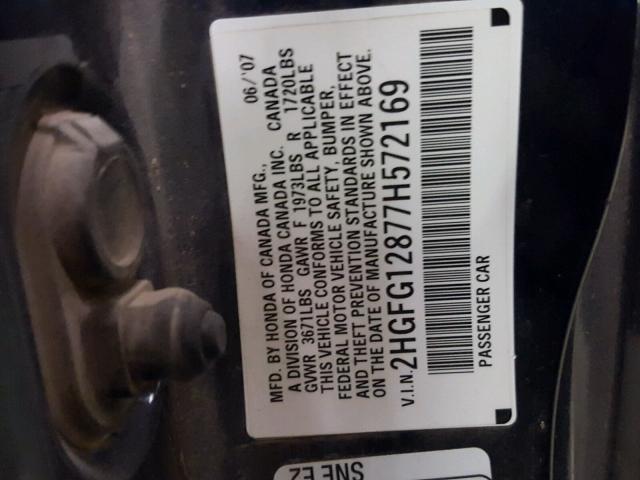 MFD. BY HONDA OF CANADA MFG., 06/'07
A DIVISION OF HONDA CANADA INC. CANADA
GVWR 3671LBS GAWR F 1973LBS R 1720LBS
THIS VEHICLE CONFORMS TO ALL APPLICABLE
FEDERAL MOTOR VEHICLE SAFETY, BUMPER,
AND THEFT PREVENTION STANDARDS IN EFFECT
ON THE DATE OF MANUFACTURE SHOWN ABOVE.
V.I.N. 2HGFG12877H572169
PASSENGER CAR